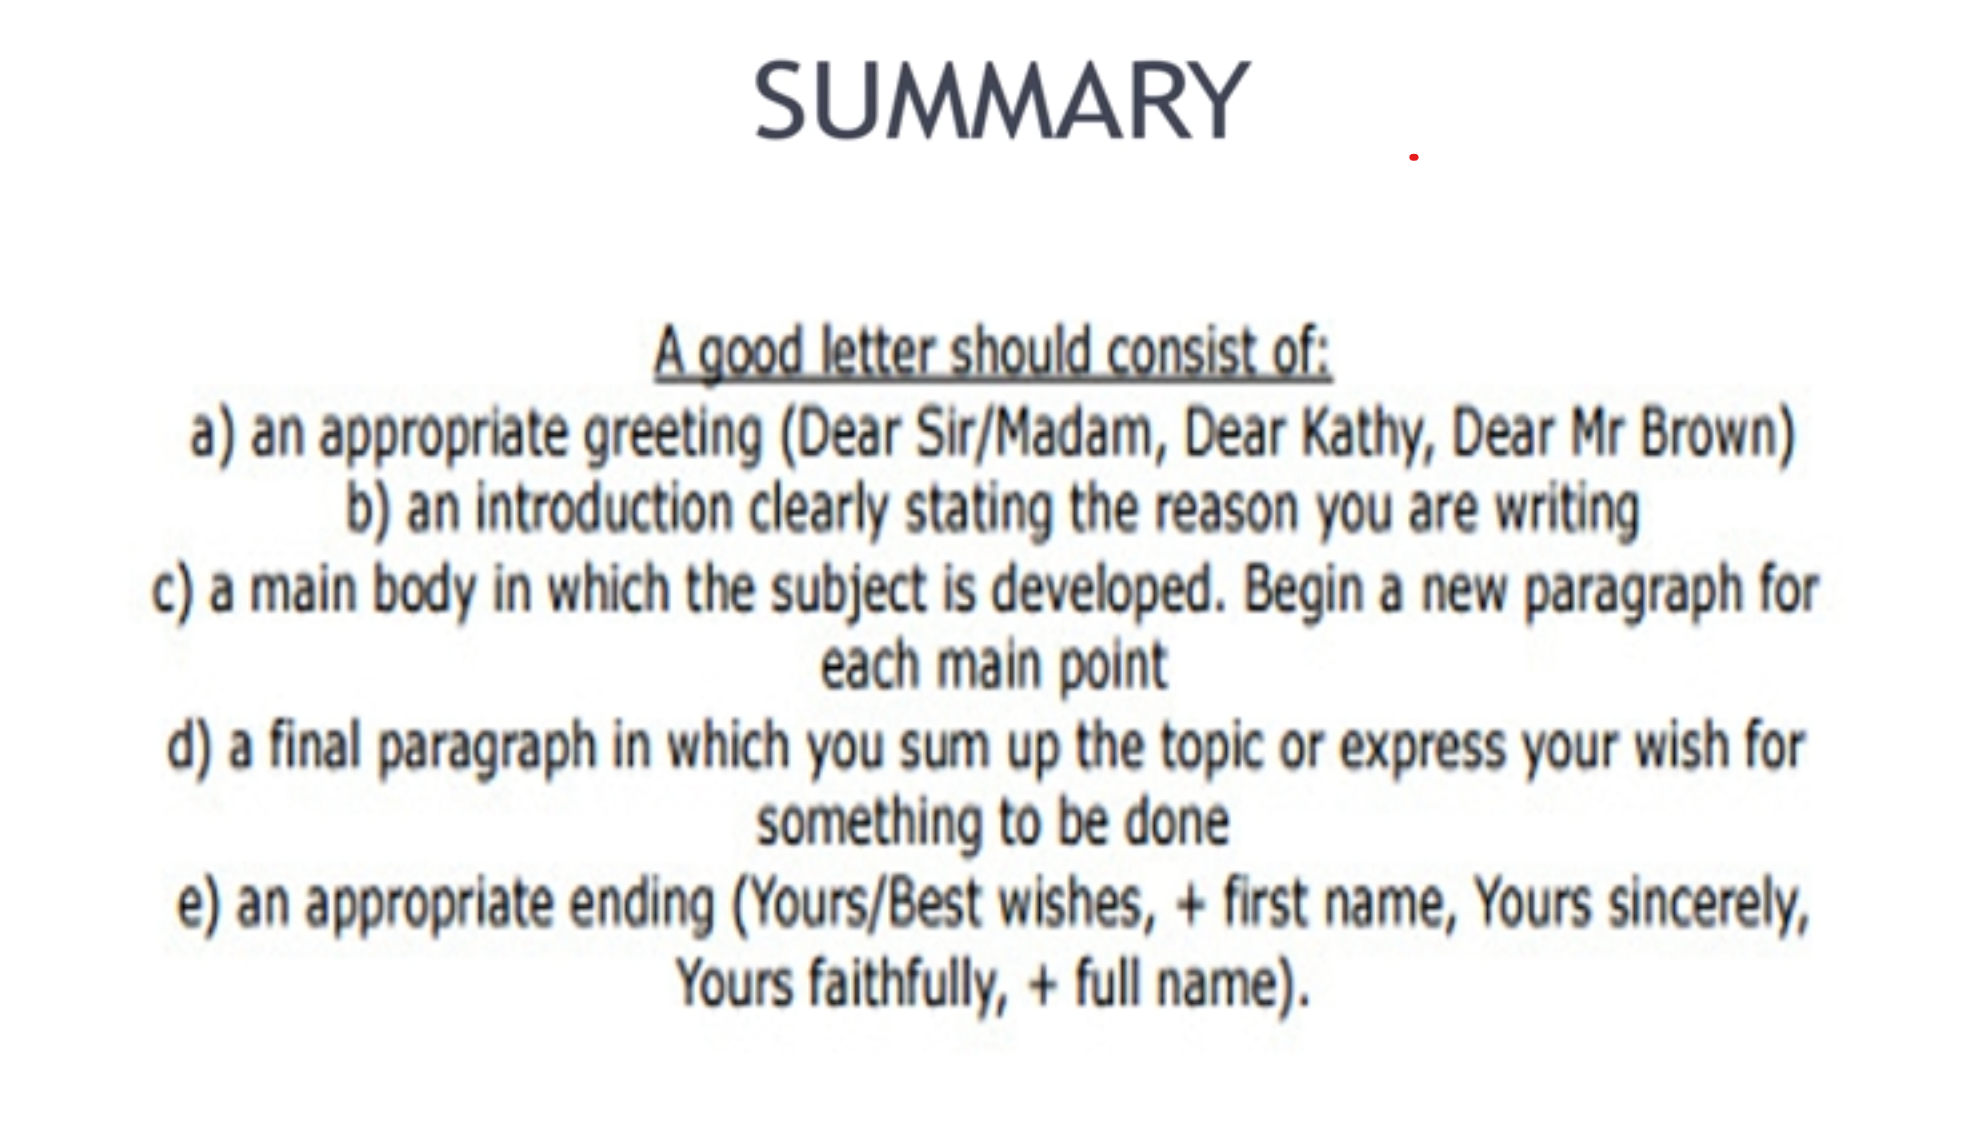 SUMMARY
A good letter should consist of:
a) an appropriate greeting (Dear Sir/Madam, Dear Kathy, Dear Mr Brown)
b) an introduction clearly stating the reason you are writing
c) a main body in which the subject is developed. Begin a new paragraph for
each main point
d) a final paragraph in which you sum up the topic or express your wish for
something to be done
e) an appropriate ending (Yours/Best wishes, + first name, Yours sincerely,
Yours faithfully, + full name).